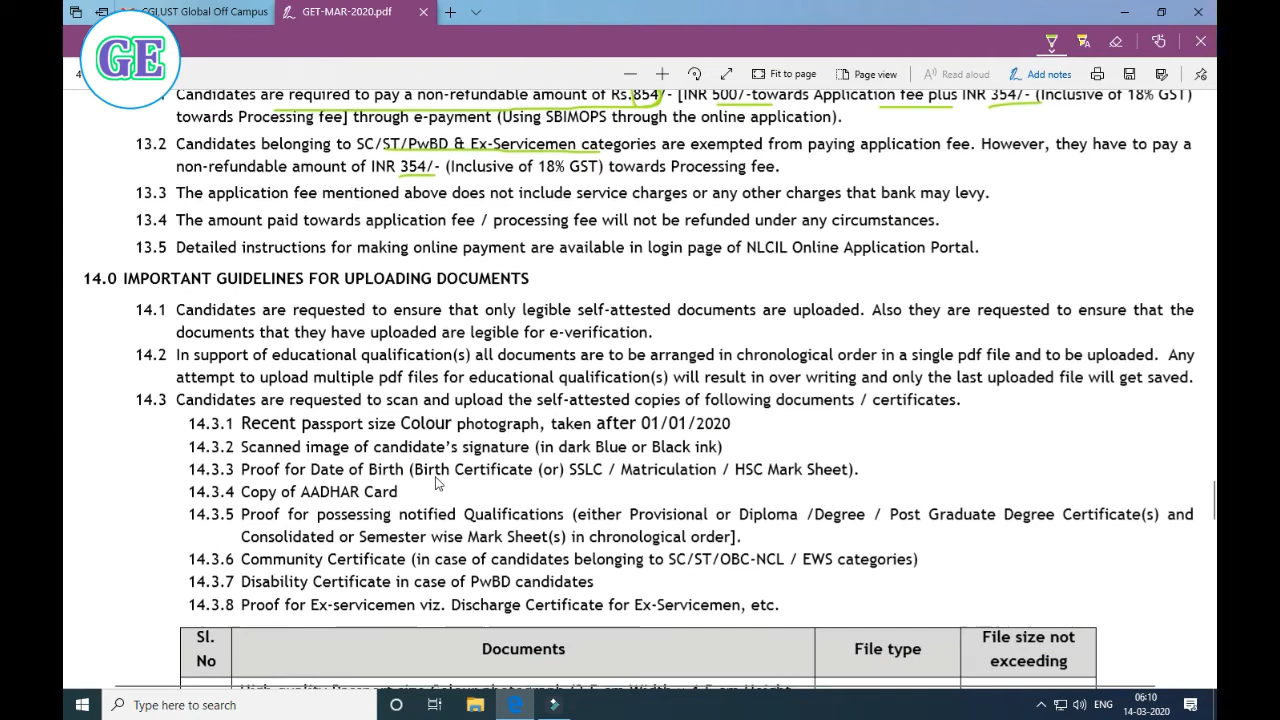 CGI,UST Global Off Campus
GET-MAR-2020.pdf
GE
4
Fit to page
Page view
Read aloud
Add notes
Candidates are required to pay a non-refundable amount of Rs.854/- [INR 500/-towards Application fee plus INR 354/- (Inclusive of 18% GST)
towards Processing fee] through e-payment (Using SBIMOPS through the online application).
13.2 Candidates belonging to SC/ST/PwBD & Ex-Servicemen categories are exempted from paying application fee. However, they have to pay a
non-refundable amount of INR 354/- (Inclusive of 18% GST) towards Processing fee.
13.3 The application fee mentioned above does not include service charges or any other charges that bank may levy.
13.4 The amount paid towards application fee / processing fee will not be refunded under any circumstances.
13.5 Detailed instructions for making online payment are available in login page of NLCIL Online Application Portal.
14.0 IMPORTANT GUIDELINES FOR UPLOADING DOCUMENTS
14.1 Candidates are requested to ensure that only legible self-attested documents are uploaded. Also they are requested to ensure that the
documents that they have uploaded are legible for e-verification.
14.2 In support of educational qualification(s) all documents are to be arranged in chronological order in a single pdf file and to be uploaded. Any
attempt to upload multiple pdf files for educational qualification(s) will result in over writing and only the last uploaded file will get saved.
14.3 Candidates are requested to scan and upload the self-attested copies of following documents / certificates.
14.3.1 Recent passport size Colour photograph, taken after 01/01/2020
14.3.2 Scanned image of candidate's signature (in dark Blue or Black ink)
14.3.3 Proof for Date of Birth (Birth Certificate (or) SSLC / Matriculation / HSC Mark Sheet).
14.3.4 Copy of AADHAR Card
14.3.5 Proof for possessing notified Qualifications (either Provisional or Diploma /Degree / Post Graduate Degree Certificate(s) and
Consolidated or Semester wise Mark Sheet(s) in chronological order].
14.3.6 Community Certificate (in case of candidates belonging to SC/ST/OBC-NCL / EWS categories)
14.3.7 Disability Certificate in case of PwBD candidates
14.3.8 Proof for Ex-servicemen viz. Discharge Certificate for Ex-Servicemen, etc.
Sl. No
Documents
File type
File size not exceeding
Type here to search
ENG
06:10
14-03-2020